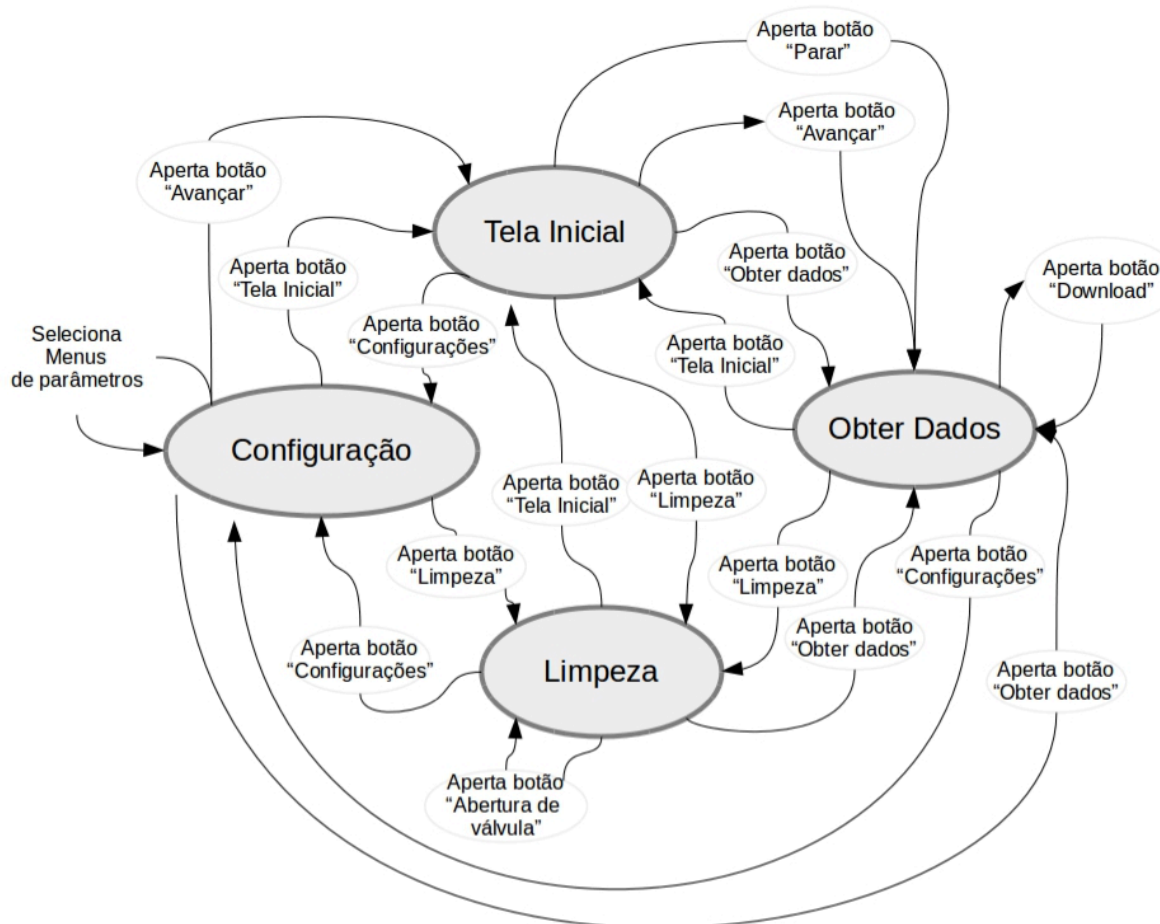 Aperta botão
“Parar”
Aperta botão
“Avançar”
Aperta botão
“Avançar”
Tela Inicial
Aperta botão
“Tela Inicial”
Aperta botão
“Obter dados”
Aperta botão
“Download”
Aperta botão
“Configurações”
Aperta botão
“Tela Inicial”
Seleciona
Menus
de parâmetros
Configuração
Obter Dados
Aperta botão
“Tela Inicial”
Aperta botão
“Limpeza”
Aperta botão
“Limpeza”
Aperta botão
“Limpeza”
Aperta botão
“Configurações”
Aperta botão
“Configurações”
Aperta botão
“Obter dados”
Limpeza
Aperta botão
“Obter dados”
Aperta botão
“Abertura de
válvula”